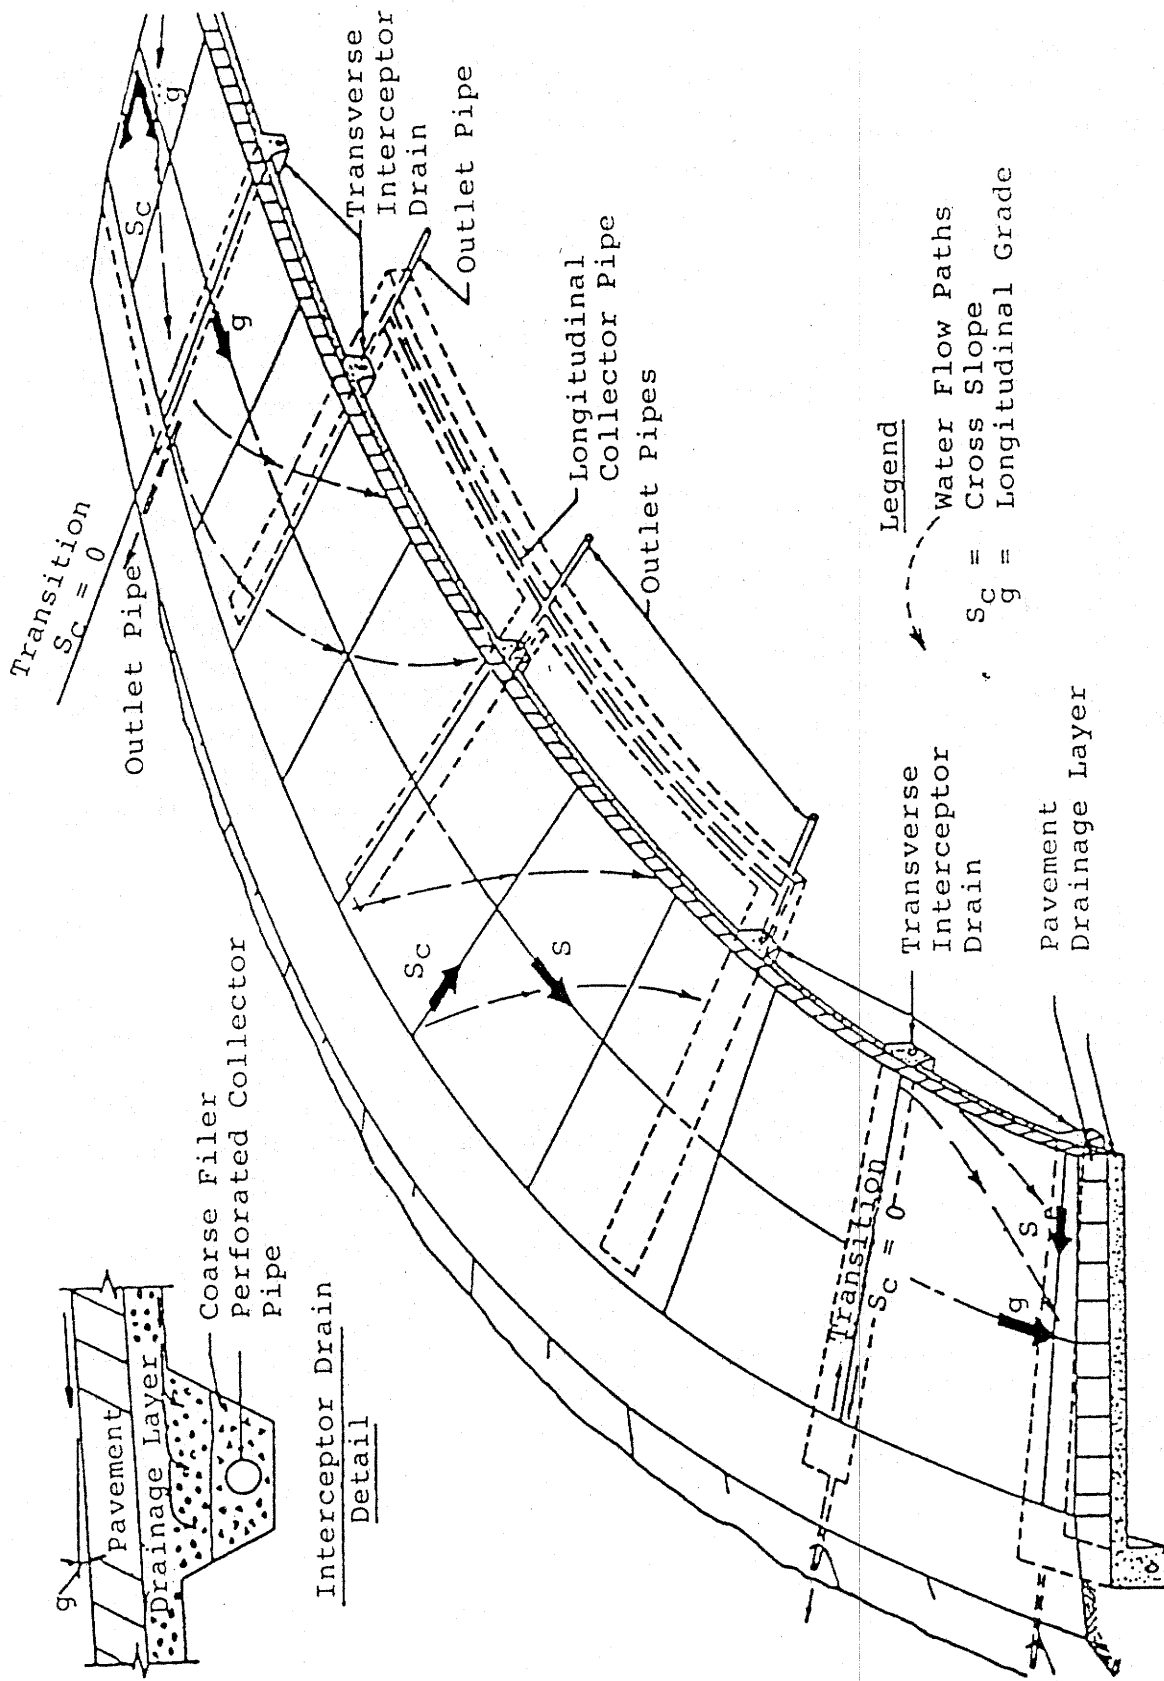 Transition
Sc = 0
Outlet Pipe
Sc
g
g
Transverse
Interceptor
Drain
Outlet Pipe
Longitudinal
Collector Pipe
Outlet Pipes
Legend
Water Flow Paths
Sc = Cross Slope
g = Longitudinal Grade
Sc
S
Transverse
Interceptor
Drain
Pavement
Drainage Layer
Transition
Sc = 0
S
g
g
Pavement
Drainage Layer
Coarse Filer
Perforated Collector
Pipe
Interceptor Drain
Detail